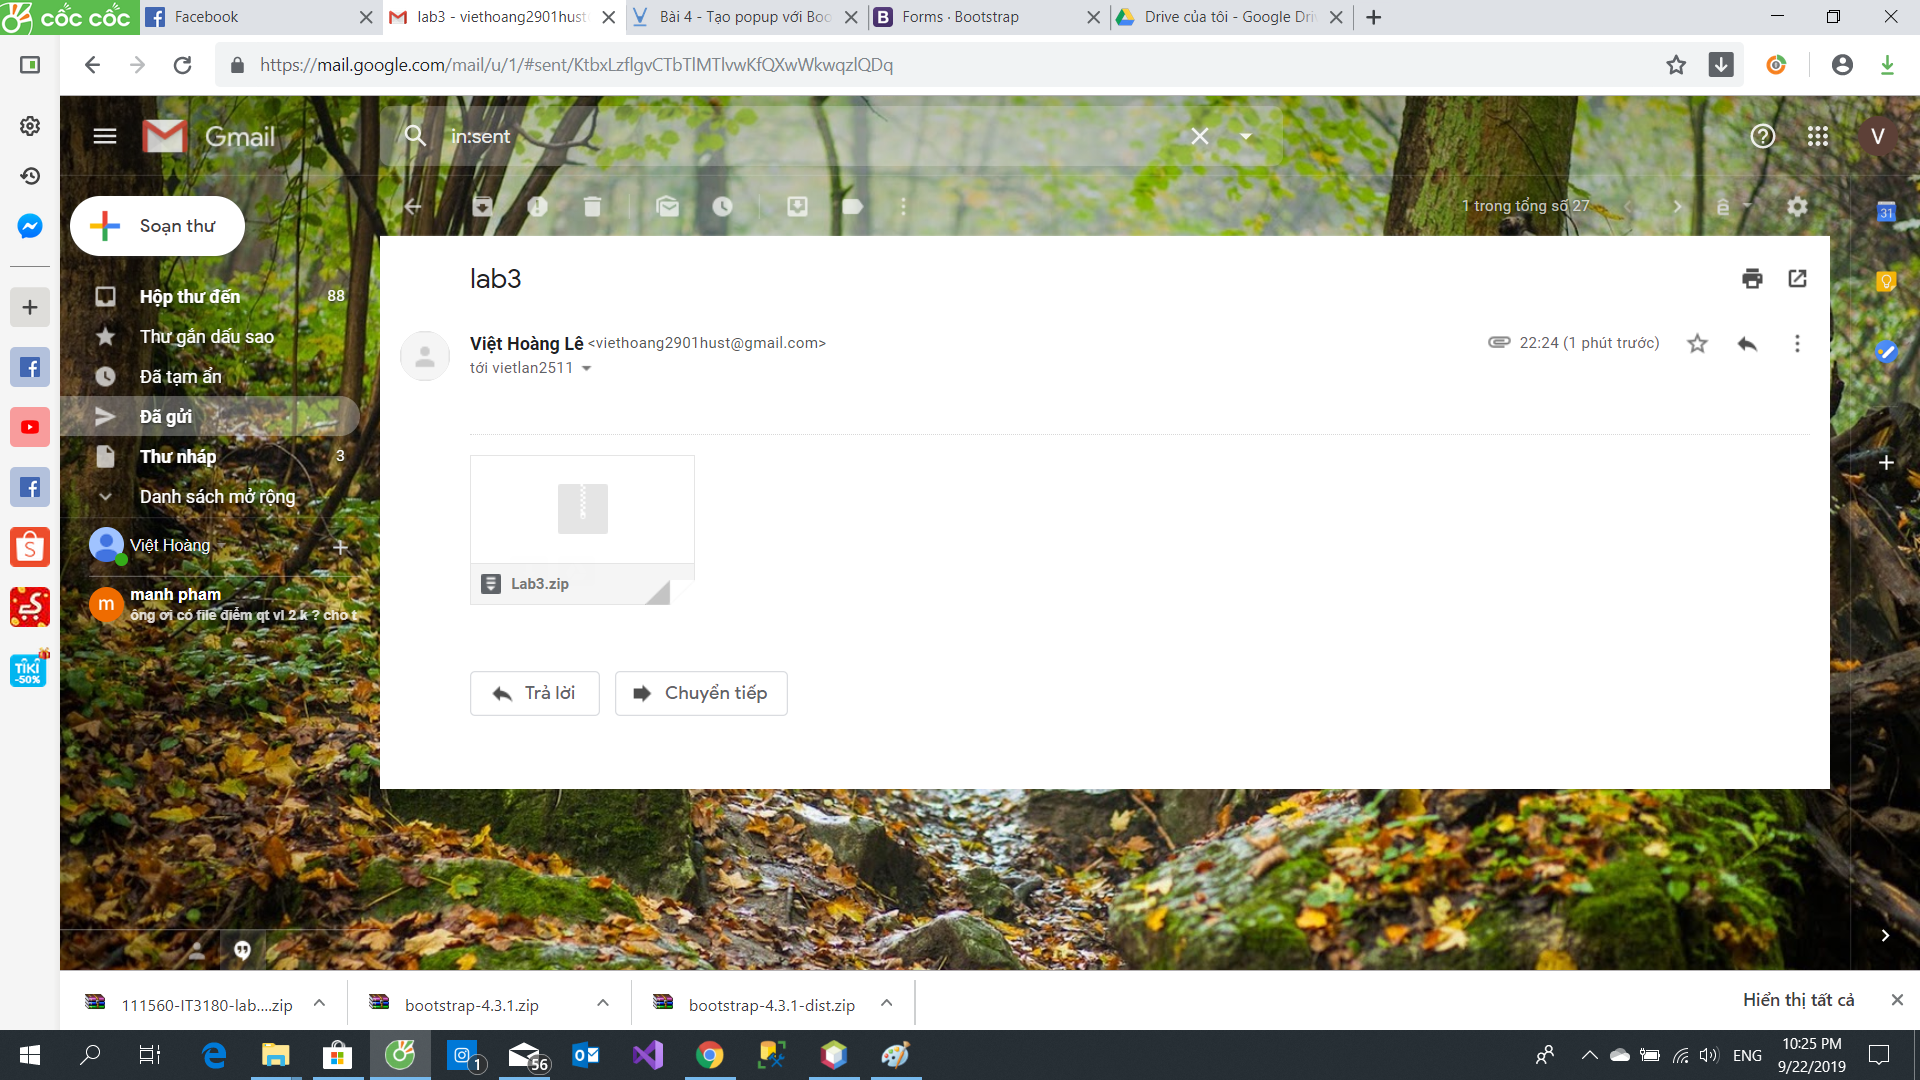 cốc cốc
Facebook
lab3 - viethoang2901hust
Bài 4 - Tạo popup với Boo
Forms · Bootstrap
Drive của tôi - Google Driv
https://mail.google.com/mail/u/1/#sent/KtbxLzflgvCTbTlMTlvwKfQXwWkwqzlQDq
Gmail
in:sent
V
Soạn thư
1 trong tổng số 27
ê
31
Hộp thư đến 88
Thư gắn dấu sao
Đã tạm ẩn
Đã gửi
Thư nháp 3
Danh sách mở rộng
Việt Hoàng
m
manh pham
ông ơi có file điểm qt vl 2 k ? cho t
TIKI
-50%
lab3
Việt Hoàng Lê <viethoang2901hust@gmail.com>
22:24 (1 phút trước)
tới vietlan2511
Lab3.zip
Trả lời
Chuyển tiếp
111560-IT3180-lab....zip
bootstrap-4.3.1.zip
bootstrap-4.3.1-dist.zip
Hiển thị tất cả
1
56
ENG
10:25 PM
9/22/2019